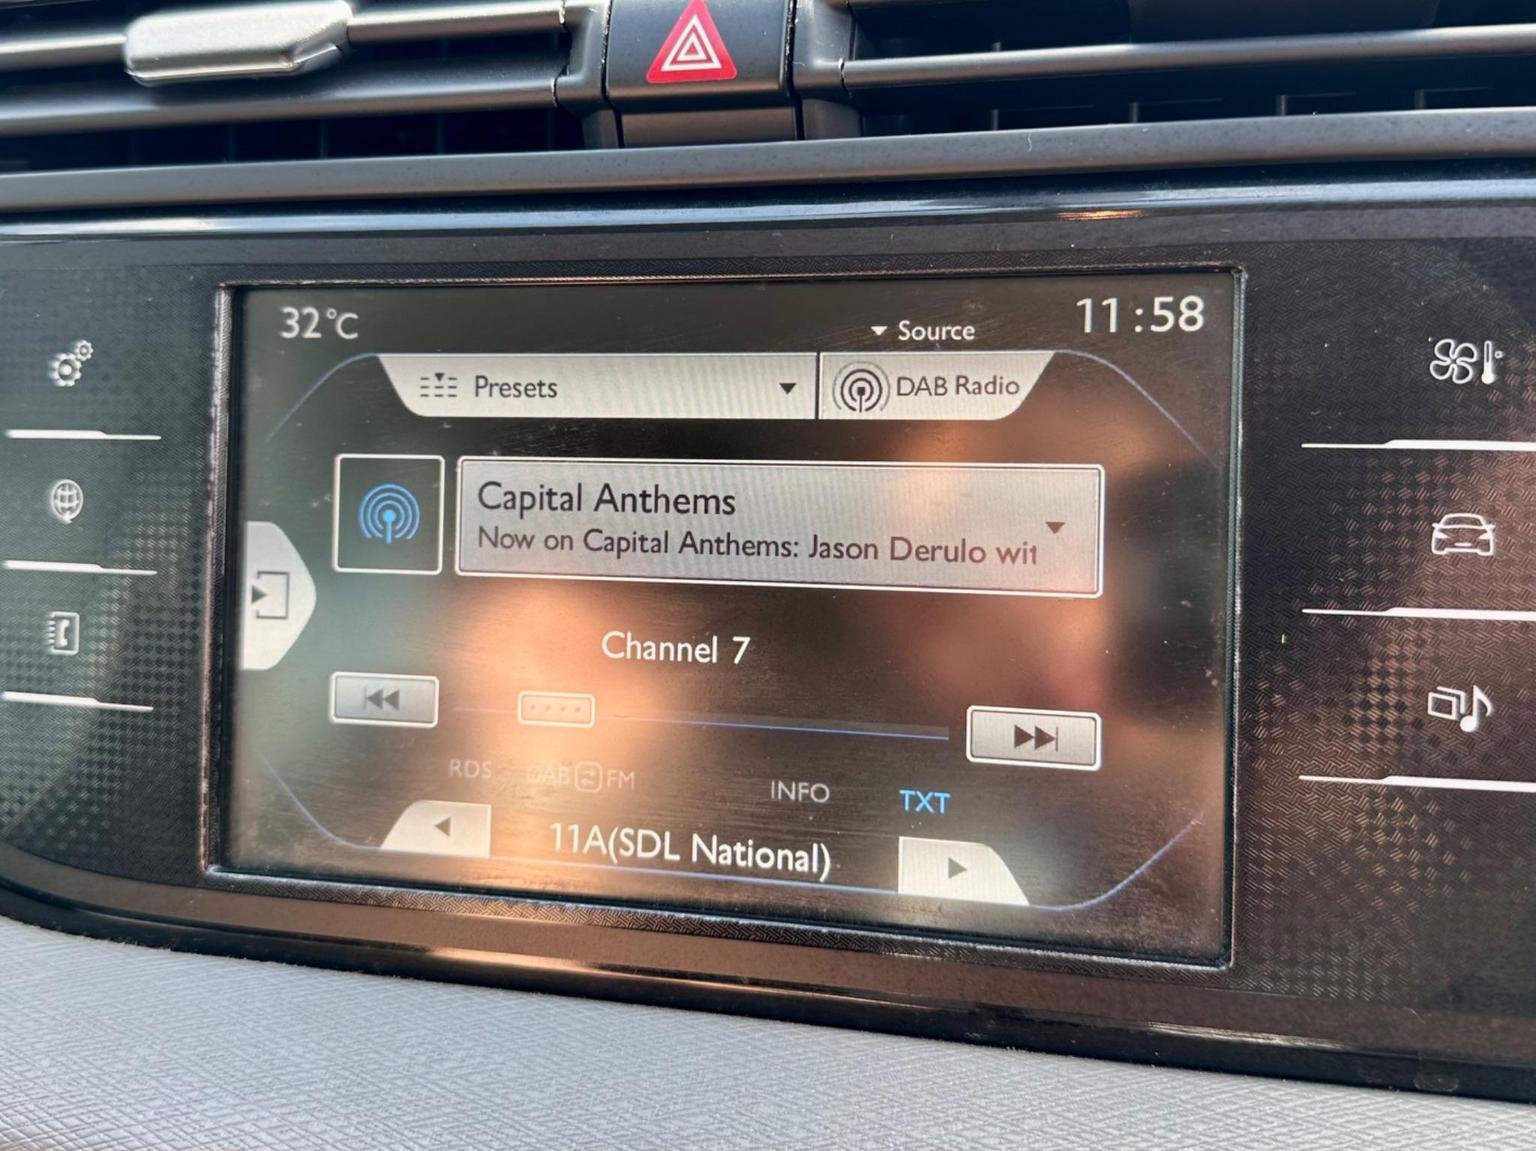 32°C
Source
11:58
Presets
DAB Radio
Capital Anthems
Now on Capital Anthems: Jason Derulo wit
Channel 7
RDS
DAB FM
INFO
TXT
11A(SDL National)